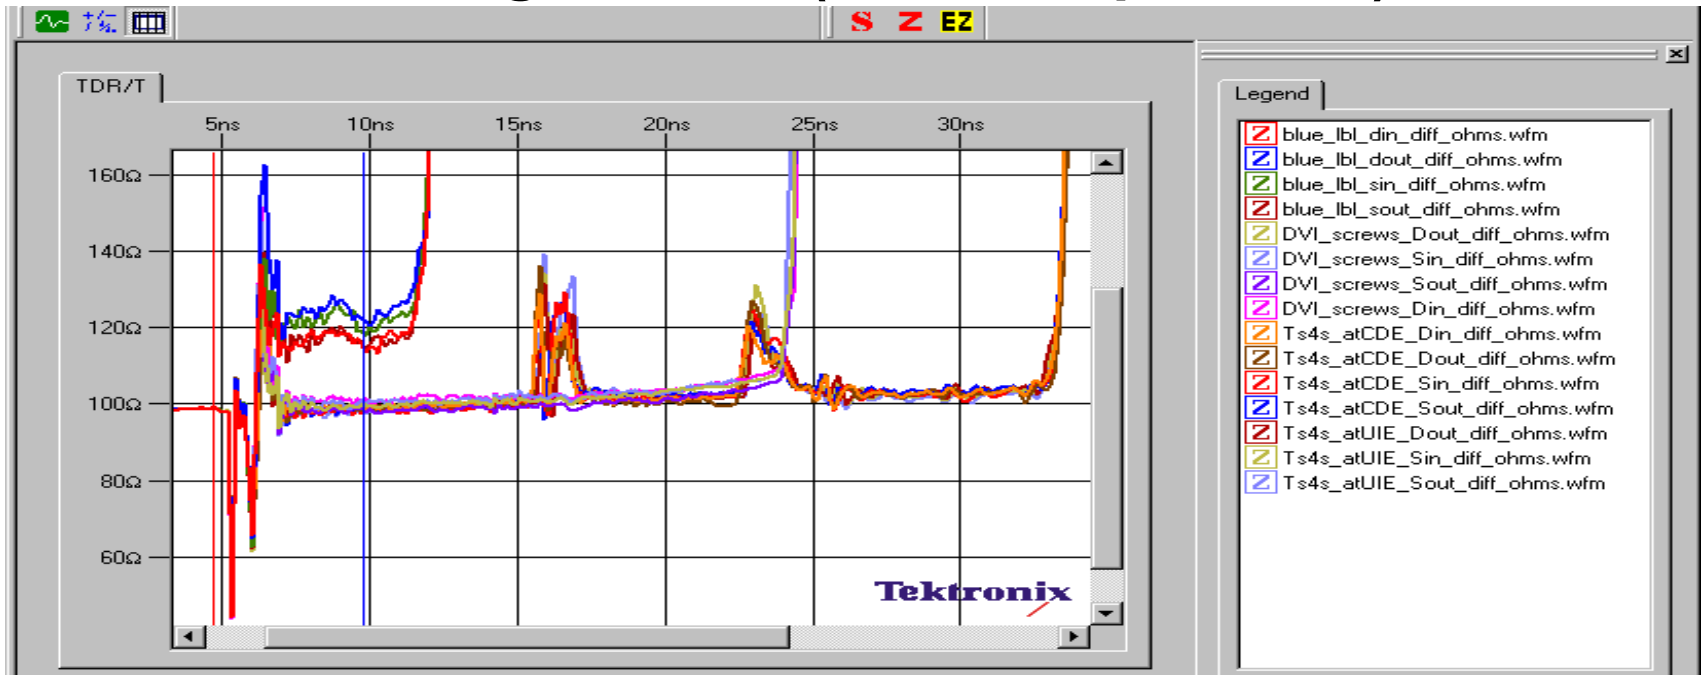 S Z EZ
TDR/T
5ns 10ns 15ns 20ns 25ns 30ns
160Ω
140Ω
120Ω
100Ω
80Ω
60Ω
Tektronix
Legend
Z blue_lbl_din_diff_ohms.wfm
Z blue_lbl_dout_diff_ohms.wfm
Z blue_lbl_sin_diff_ohms.wfm
Z blue_lbl_sout_diff_ohms.wfm
Z DVI_screws_Dout_diff_ohms.wfm
Z DVI_screws_Sin_diff_ohms.wfm
Z DVI_screws_Sout_diff_ohms.wfm
Z DVI_screws_Din_diff_ohms.wfm
Z Ts4s_atCDE_Din_diff_ohms.wfm
Z Ts4s_atCDE_Dout_diff_ohms.wfm
Z Ts4s_atCDE_Sin_diff_ohms.wfm
Z Ts4s_atCDE_Sout_diff_ohms.wfm
Z Ts4s_atUIE_Dout_diff_ohms.wfm
Z Ts4s_atUIE_Sin_diff_ohms.wfm
Z Ts4s_atUIE_Sout_diff_ohms.wfm